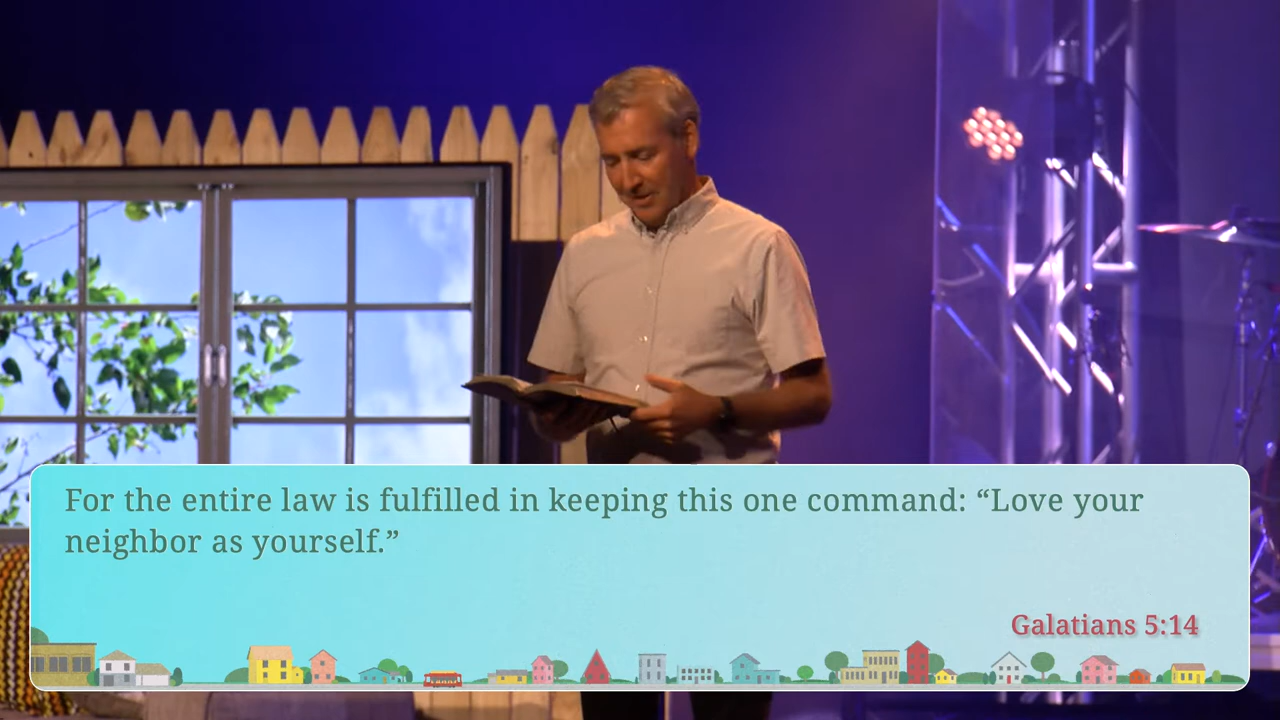 For the entire law is fulfilled in keeping this one command: “Love your
neighbor as yourself.”
Galatians 5:14